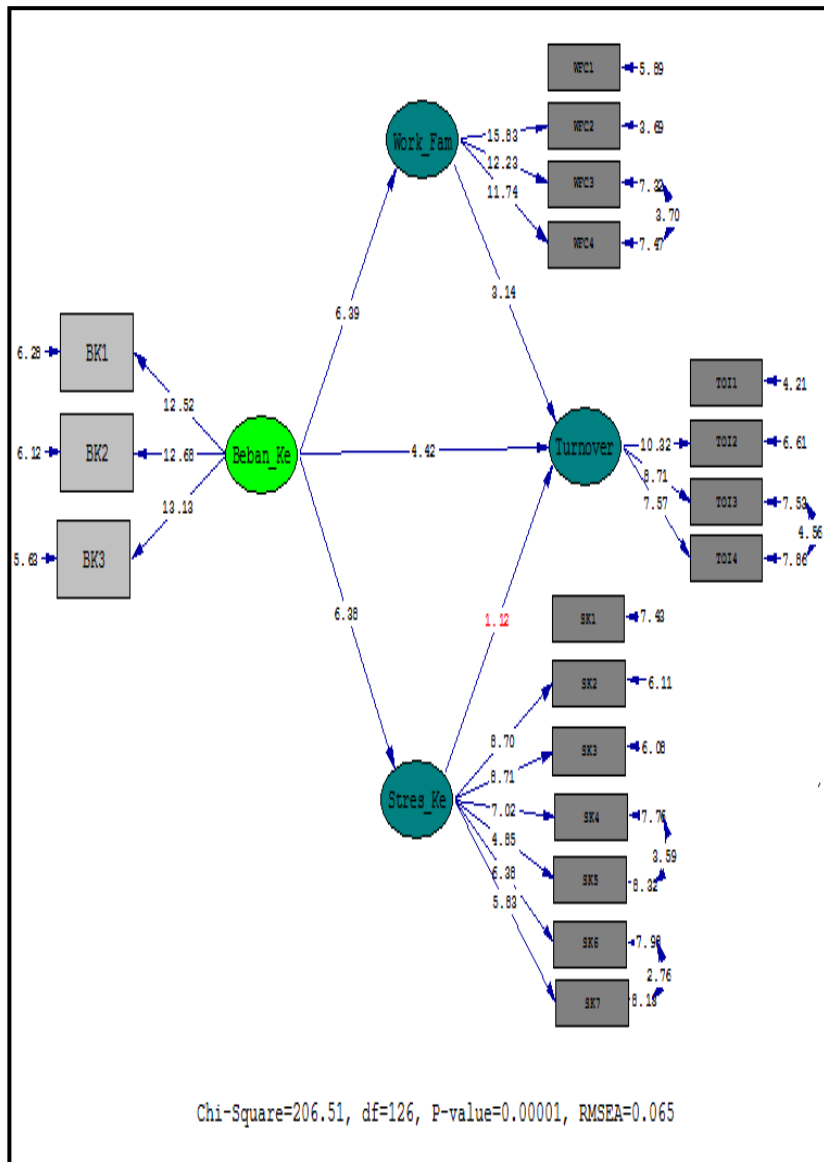 WFC1
5.89
15.83
WFC2
3.69
Work_Fam
12.23
WFC3
7.32
11.74
3.70
WFC4
7.47
6.39
3.14
6.28
BK1
12.52
TOI1
4.21
6.12
BK2
12.68
Beban_Ke
4.42
Turnover
10.32
TOI2
6.61
8.71
TOI3
7.53
7.57
4.56
13.13
5.63
BK3
TOI4
7.86
6.38
1.12
SK1
7.43
SK2
6.11
8.70
SK3
6.08
8.71
Stres_Ke
7.02
SK4
7.76
4.85
3.59
6.38
SK5
8.32
5.83
SK6
7.98
2.76
SK7
8.13
Chi-Square=206.51, df=126, P-value=0.00001, RMSEA=0.065